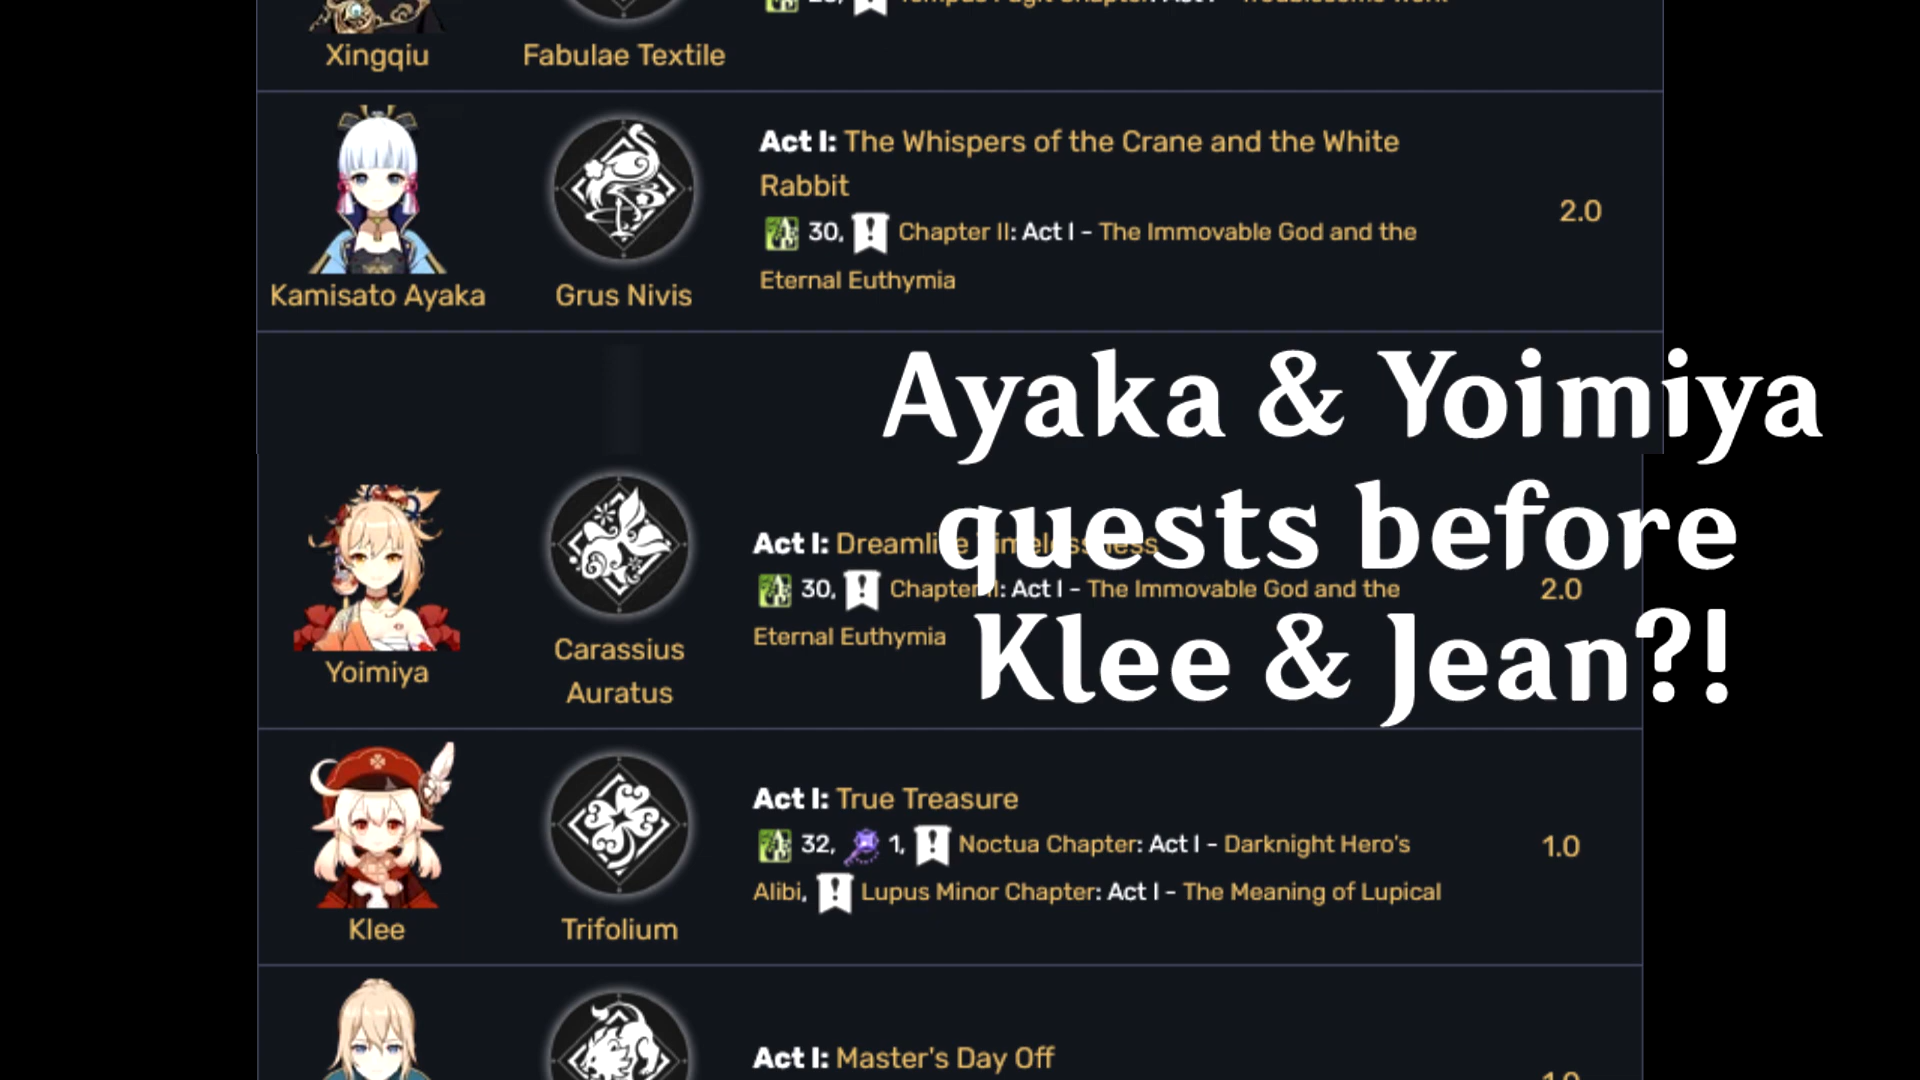 Xingqiu
Fabulae Textile
Act I: The Whispers of the Crane and the White
Rabbit
30, Chapter II: Act I - The Immovable God and the
Eternal Euthymia
2.0
Kamisato Ayaka
Grus Nivis
Ayaka & Yoimiya
quests before
Klee & Jean?!
Act I: Dreamlike Timelessness
30, Chapter II: Act I - The Immovable God and the
Eternal Euthymia
2.0
Yoimiya
Carassius
Auratus
Act I: True Treasure
32, 1, Noctua Chapter: Act I - Darknight Hero's
Alibi, Lupus Minor Chapter: Act I - The Meaning of Lupical
1.0
Klee
Trifolium
Act I: Master's Day Off